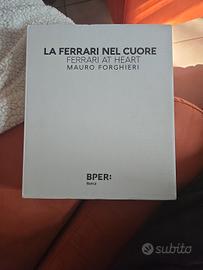 LA FERRARI NEL CUORE
FERRARI AT HEART
MAURO FORGHIERI
BPER:
Banca
subito